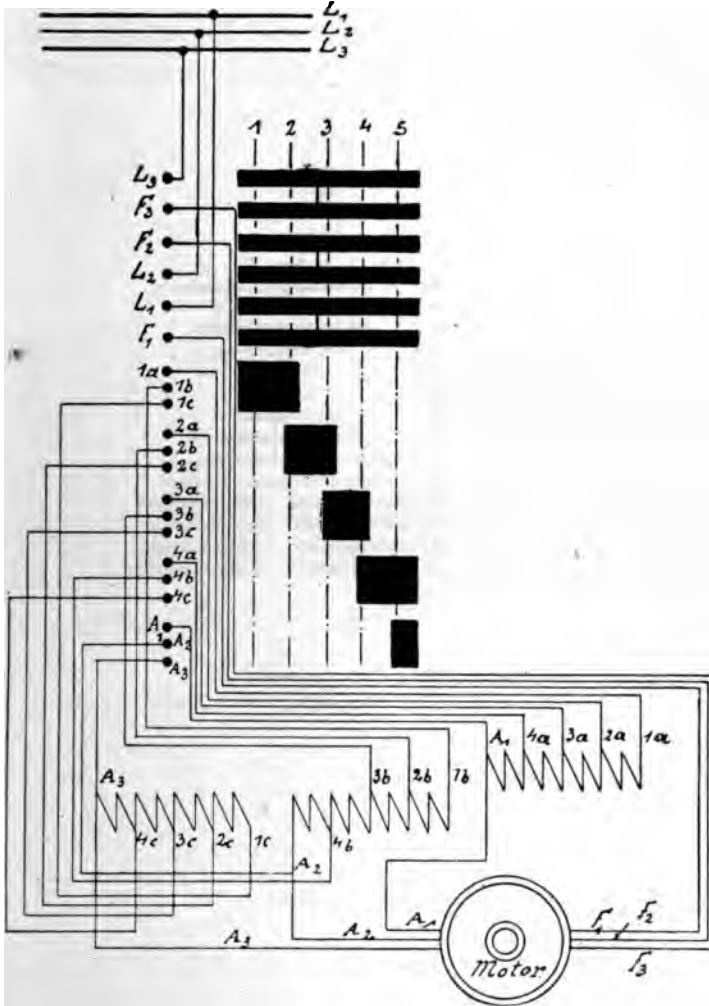 L1
L2
L3
1 2 3 4 5
L3
F3
F2
L2
L1
F1
1a
1b
1c
2a
2b
2c
3a
3b
3c
4a
4b
4c
A1
A2
A3
A1 4a 3a 2a 1a
3b 2b 1b
A3
4c 3c 2c 1c
4b
A2
A1
A2
A3
F1 F2
F3
Motor